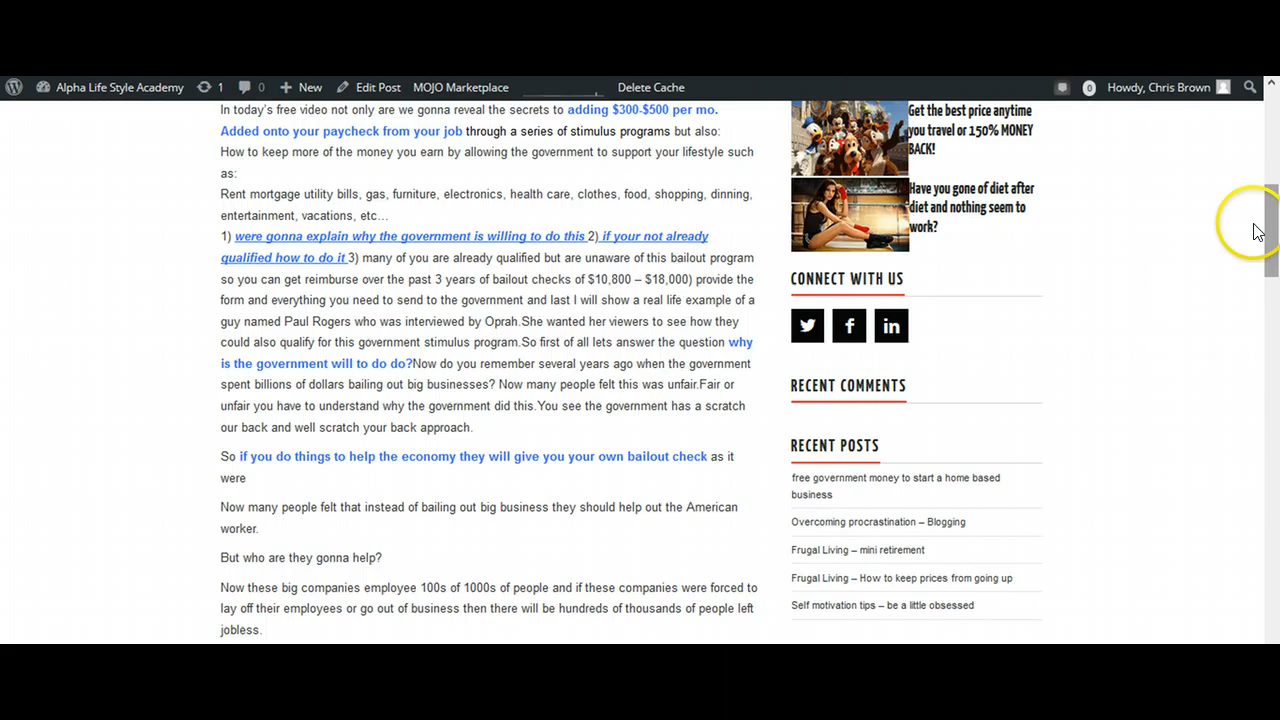 Alpha Life Style Academy 1 0 New Edit Post MOJO Marketplace Delete Cache 0 Howdy, Chris Brown
In today's free video not only are we gonna reveal the secrets to adding $300-$500 per mo.
Added onto your paycheck from your job through a series of stimulus programs but also:
How to keep more of the money you earn by allowing the government to support your lifestyle such
as:
Rent mortgage utility bills, gas, furniture, electronics, health care, clothes, food, shopping, dinning,
entertainment, vacations, etc…
1) were gonna explain why the government is willing to do this 2) if your not already
qualified how to do it 3) many of you are already qualified but are unaware of this bailout program
so you can get reimburse over the past 3 years of bailout checks of $10,800 – $18,000) provide the
form and everything you need to send to the government and last I will show a real life example of a
guy named Paul Rogers who was interviewed by Oprah.She wanted her viewers to see how they
could also qualify for this government stimulus program.So first of all lets answer the question why
is the government will to do do?Now do you remember several years ago when the government
spent billions of dollars bailing out big businesses? Now many people felt this was unfair.Fair or
unfair you have to understand why the government did this.You see the government has a scratch
our back and well scratch your back approach.
So if you do things to help the economy they will give you your own bailout check as it
were
Now many people felt that instead of bailing out big business they should help out the American
worker.
But who are they gonna help?
Now these big companies employee 100s of 1000s of people and if these companies were forced to
lay off their employees or go out of business then there will be hundreds of thousands of people left
jobless.
Get the best price anytime
you travel or 150% MONEY
BACK!
Have you gone of diet after
diet and nothing seem to
work?
CONNECT WITH US
RECENT COMMENTS
RECENT POSTS
free government money to start a home based
business
Overcoming procrastination – Blogging
Frugal Living – mini retirement
Frugal Living – How to keep prices from going up
Self motivation tips – be a little obsessed